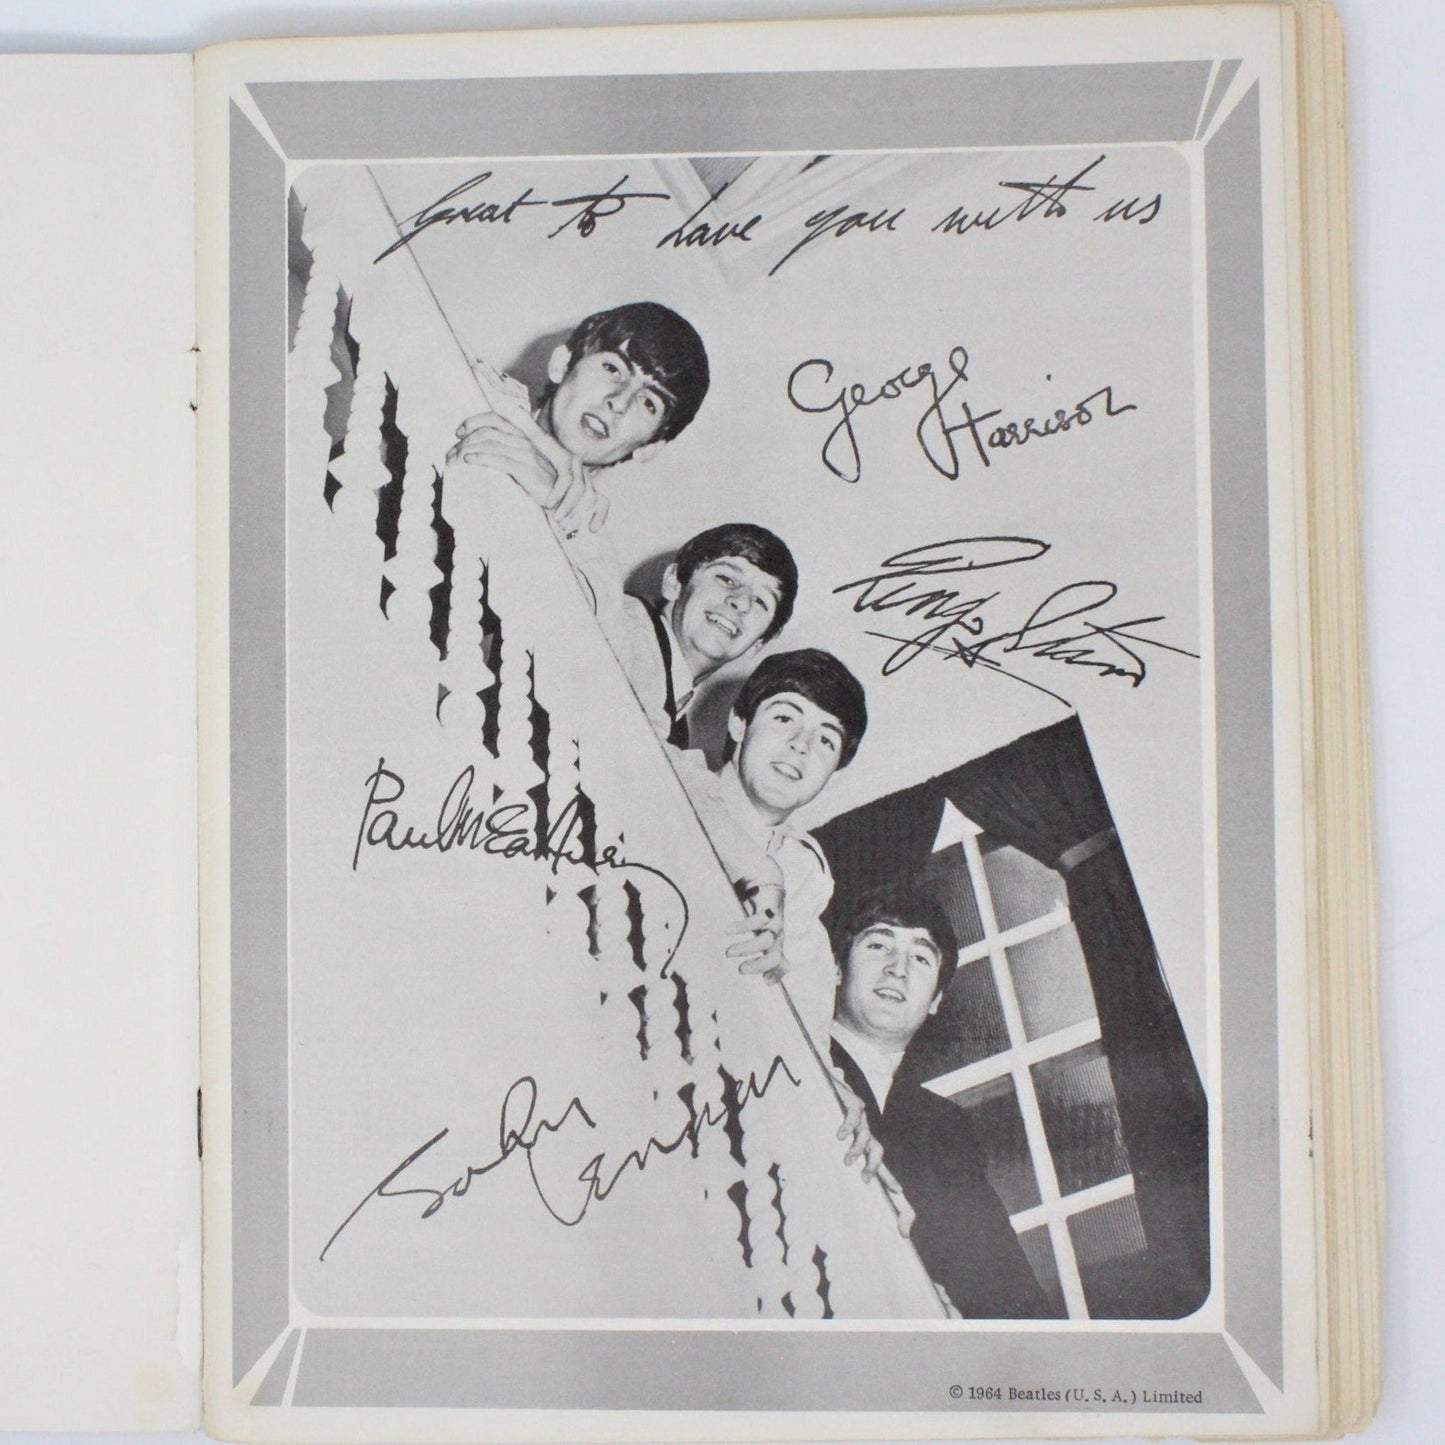 Great to have you with us
George
Harrison
Ringo Starr
Paul McCartney
John Lennon
© 1964 Beatles (U. S. A.) Limited